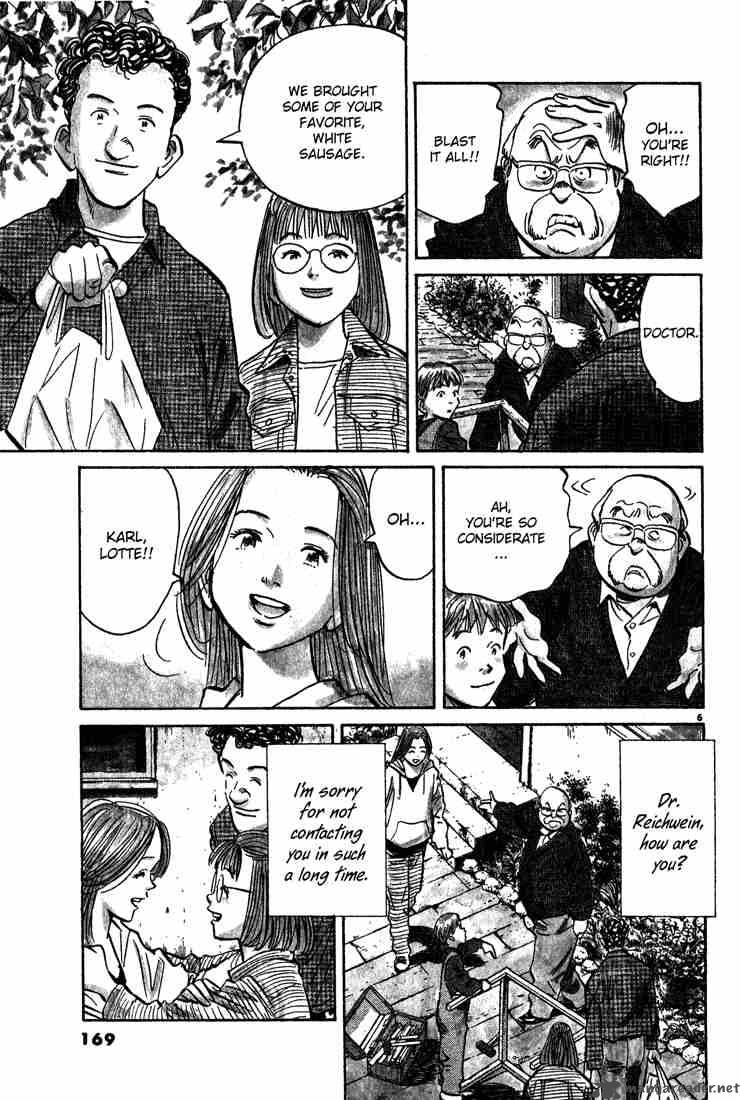 OH...
YOU'RE
RIGHT!!
BLAST
IT ALL!!
DOCTOR.
WE BROUGHT
SOME OF YOUR
FAVORITE,
WHITE
SAUSAGE.
AH,
YOU'RE SO
CONSIDERATE
...
OH...
KARL,
LOTTE!!
6
Dr.
Reichwein,
how are
you?
I'm sorry
for not
contacting
you in such
a long time.
169
mangareader.net